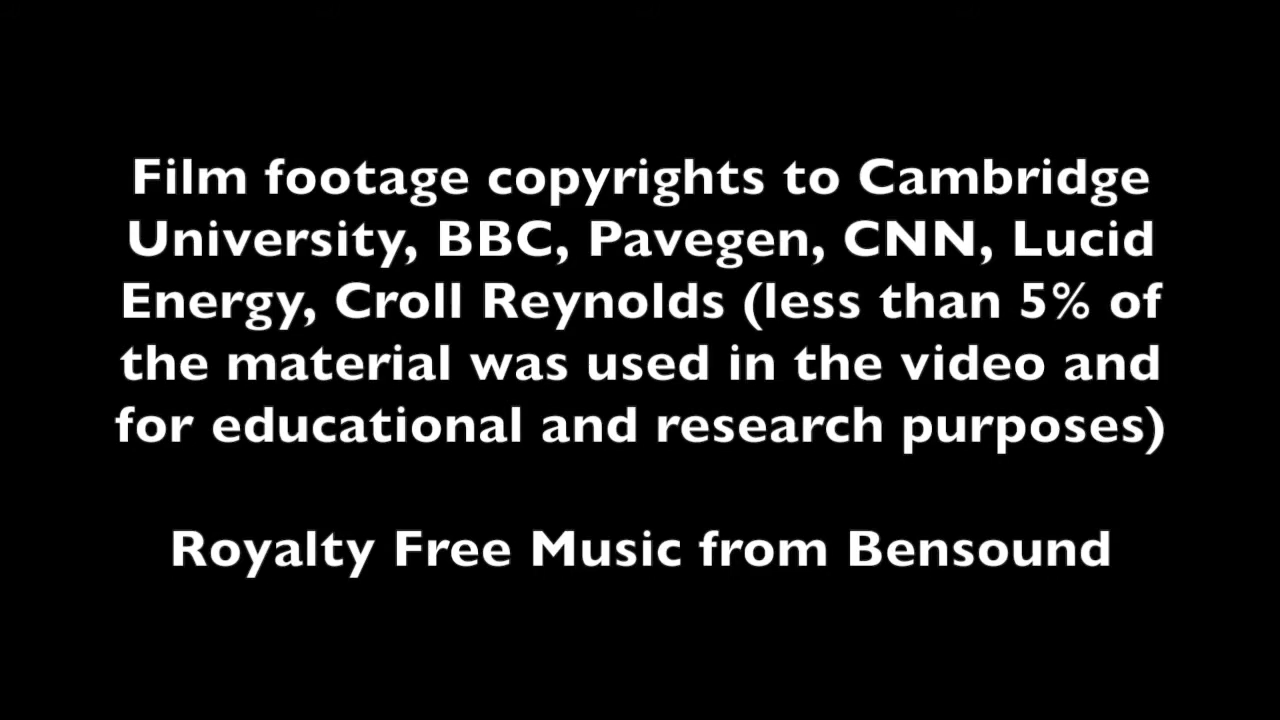 Film footage copyrights to Cambridge
University, BBC, Pavegen, CNN, Lucid
Energy, Croll Reynolds (less than 5% of
the material was used in the video and
for educational and research purposes)
Royalty Free Music from Bensound